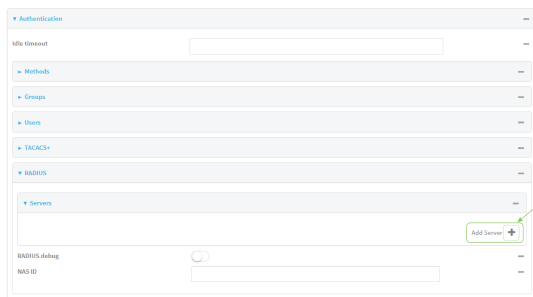 ▼ Authentication
Idle timeout
► Methods
► Groups
► Users
► TACACS+
▼ RADIUS
▼ Servers
Add Server +
RADIUS debug
NAS ID